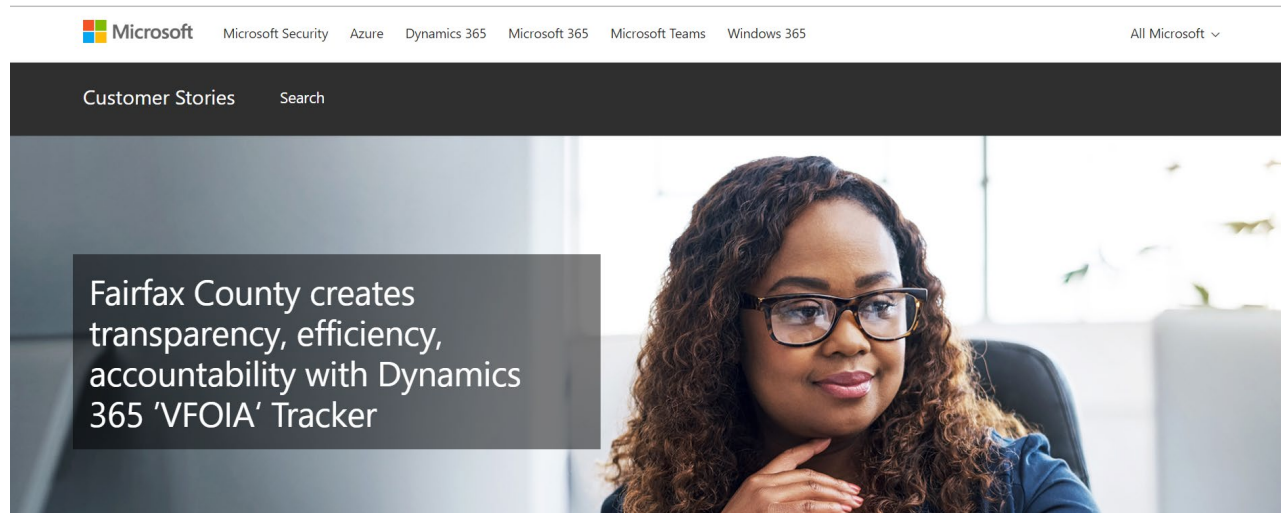 Microsoft Microsoft Security Azure Dynamics 365 Microsoft 365 Microsoft Teams Windows 365 All Microsoft
Customer Stories Search
Fairfax County creates
transparency, efficiency,
accountability with Dynamics
365 ’VFOIA‘ Tracker